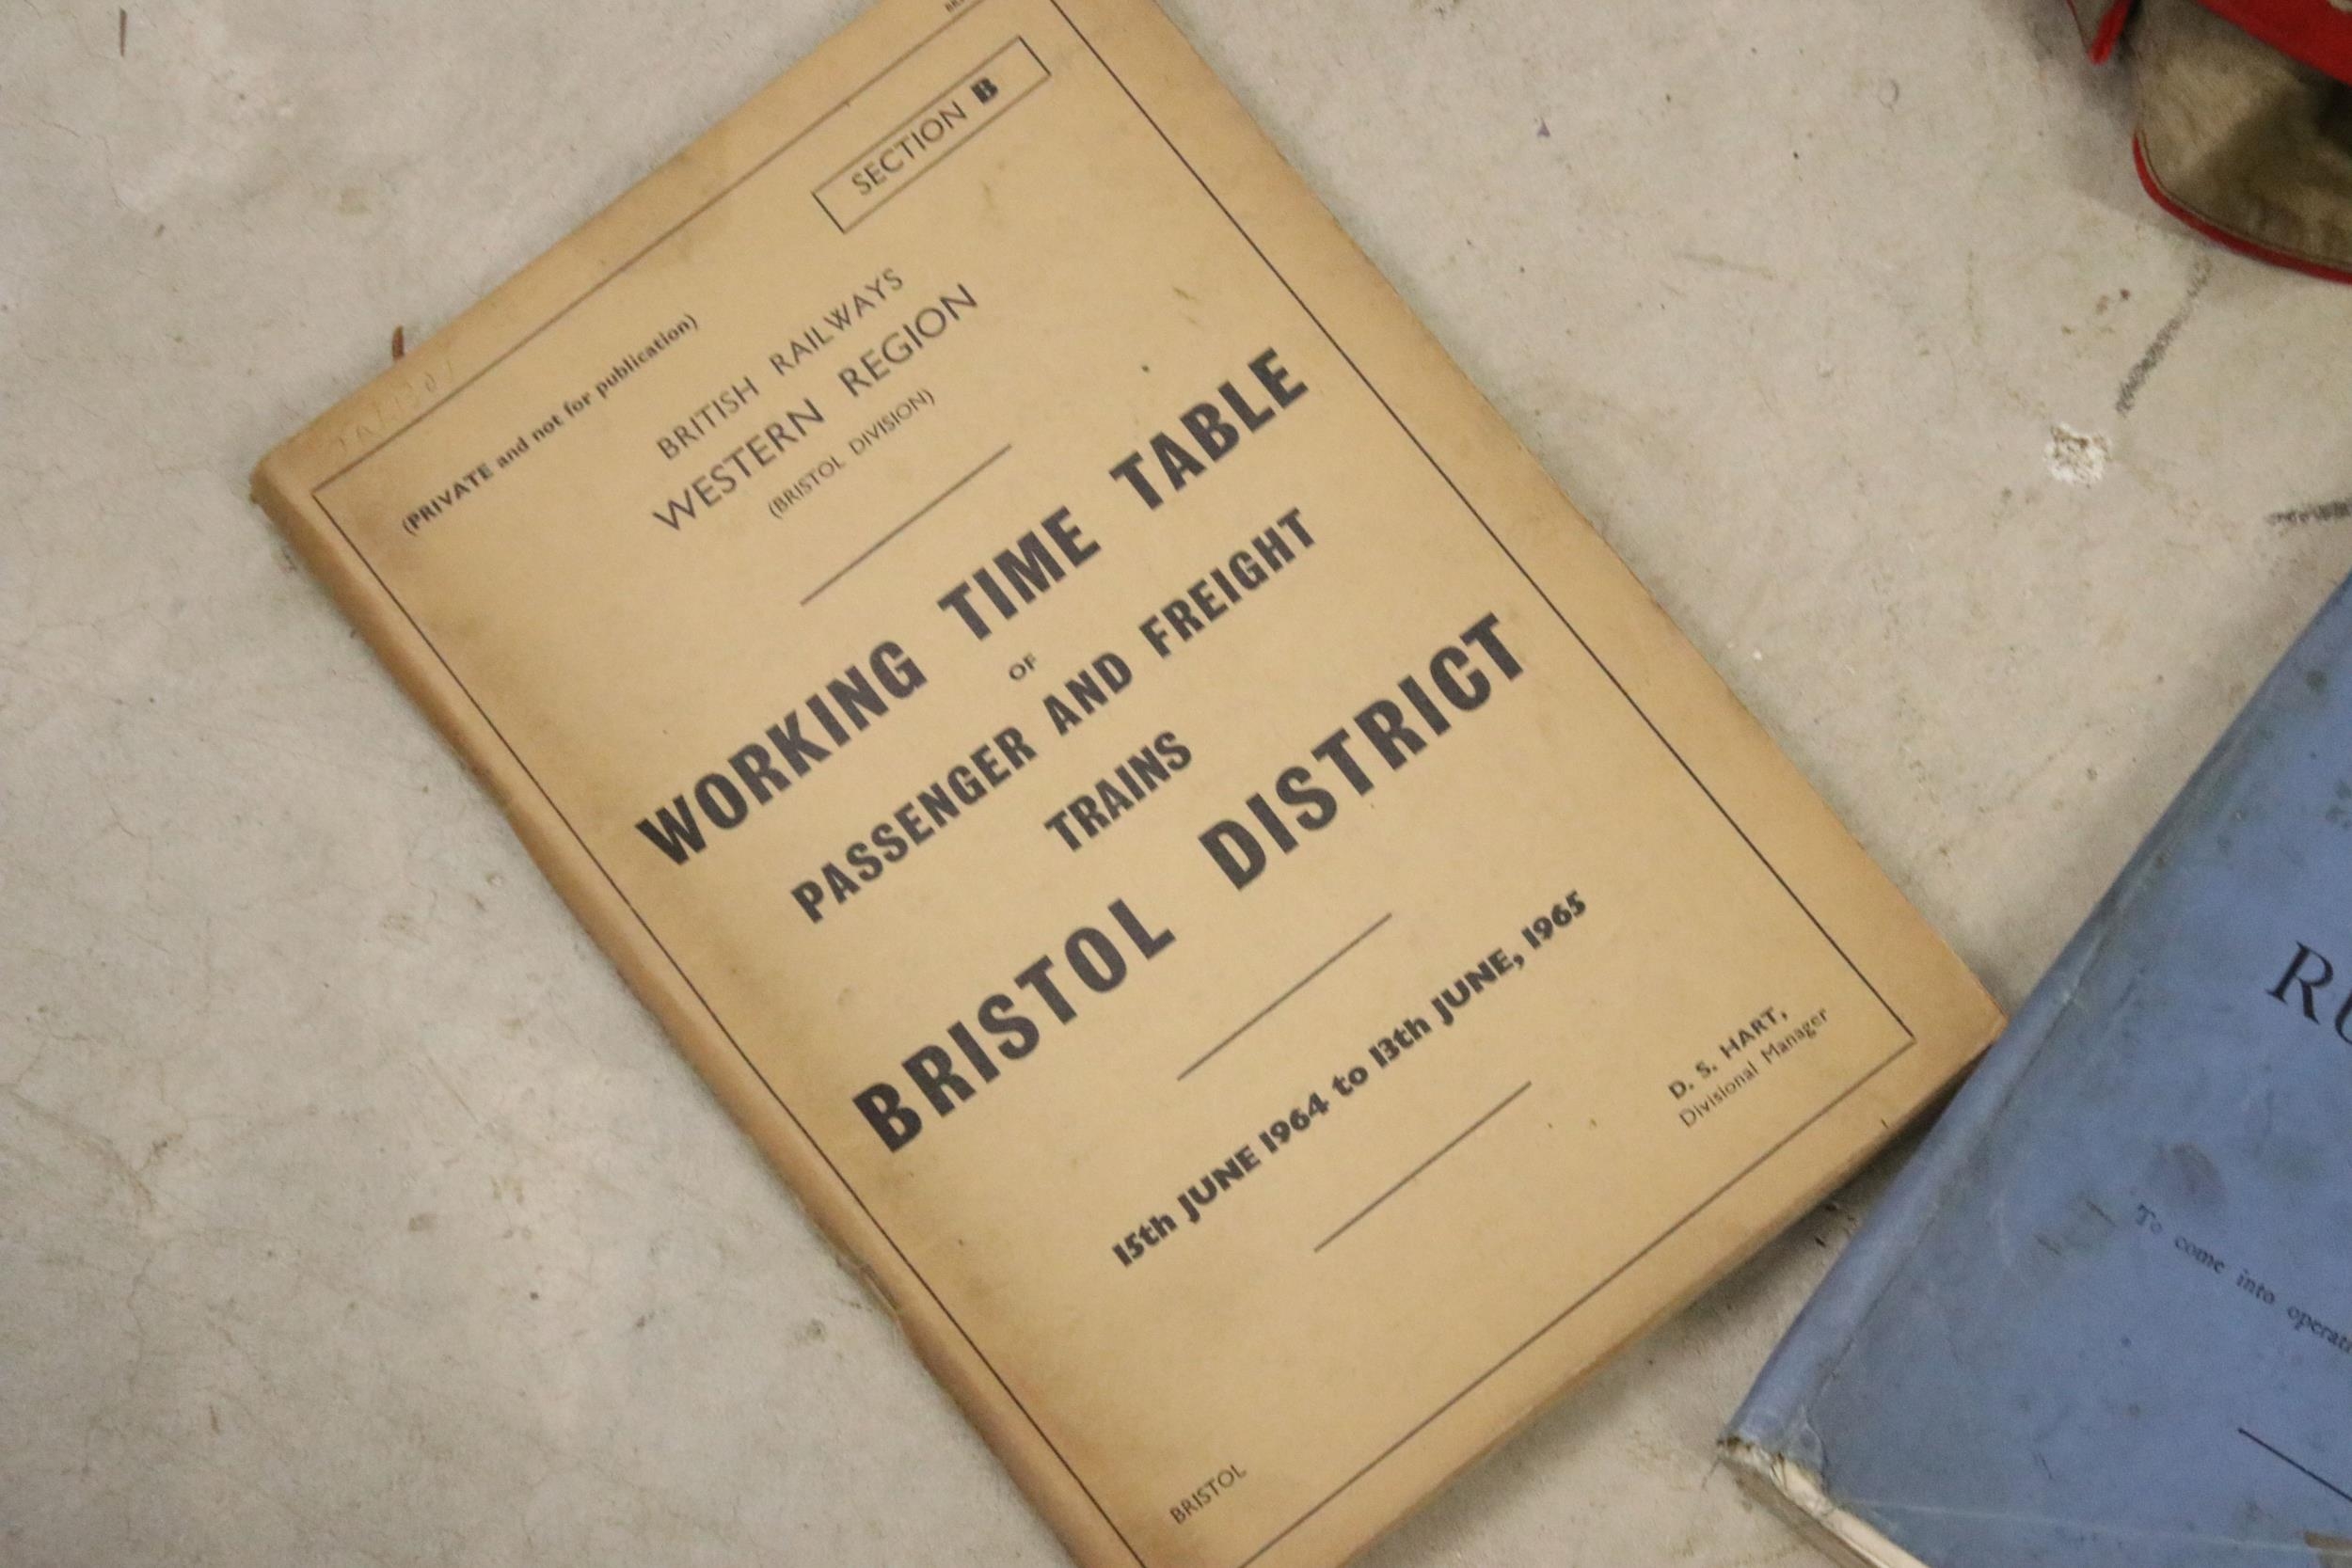 SECTION B
(PRIVATE and not for publication)
BRITISH RAILWAYS
WESTERN REGION
(BRISTOL DIVISION)
WORKING TIME TABLE
OF
PASSENGER AND FREIGHT
TRAINS
BRISTOL DISTRICT
15th JUNE 1964 to 13th JUNE, 1965
D. S. HART,
Divisional Manager
BRISTOL
To come into